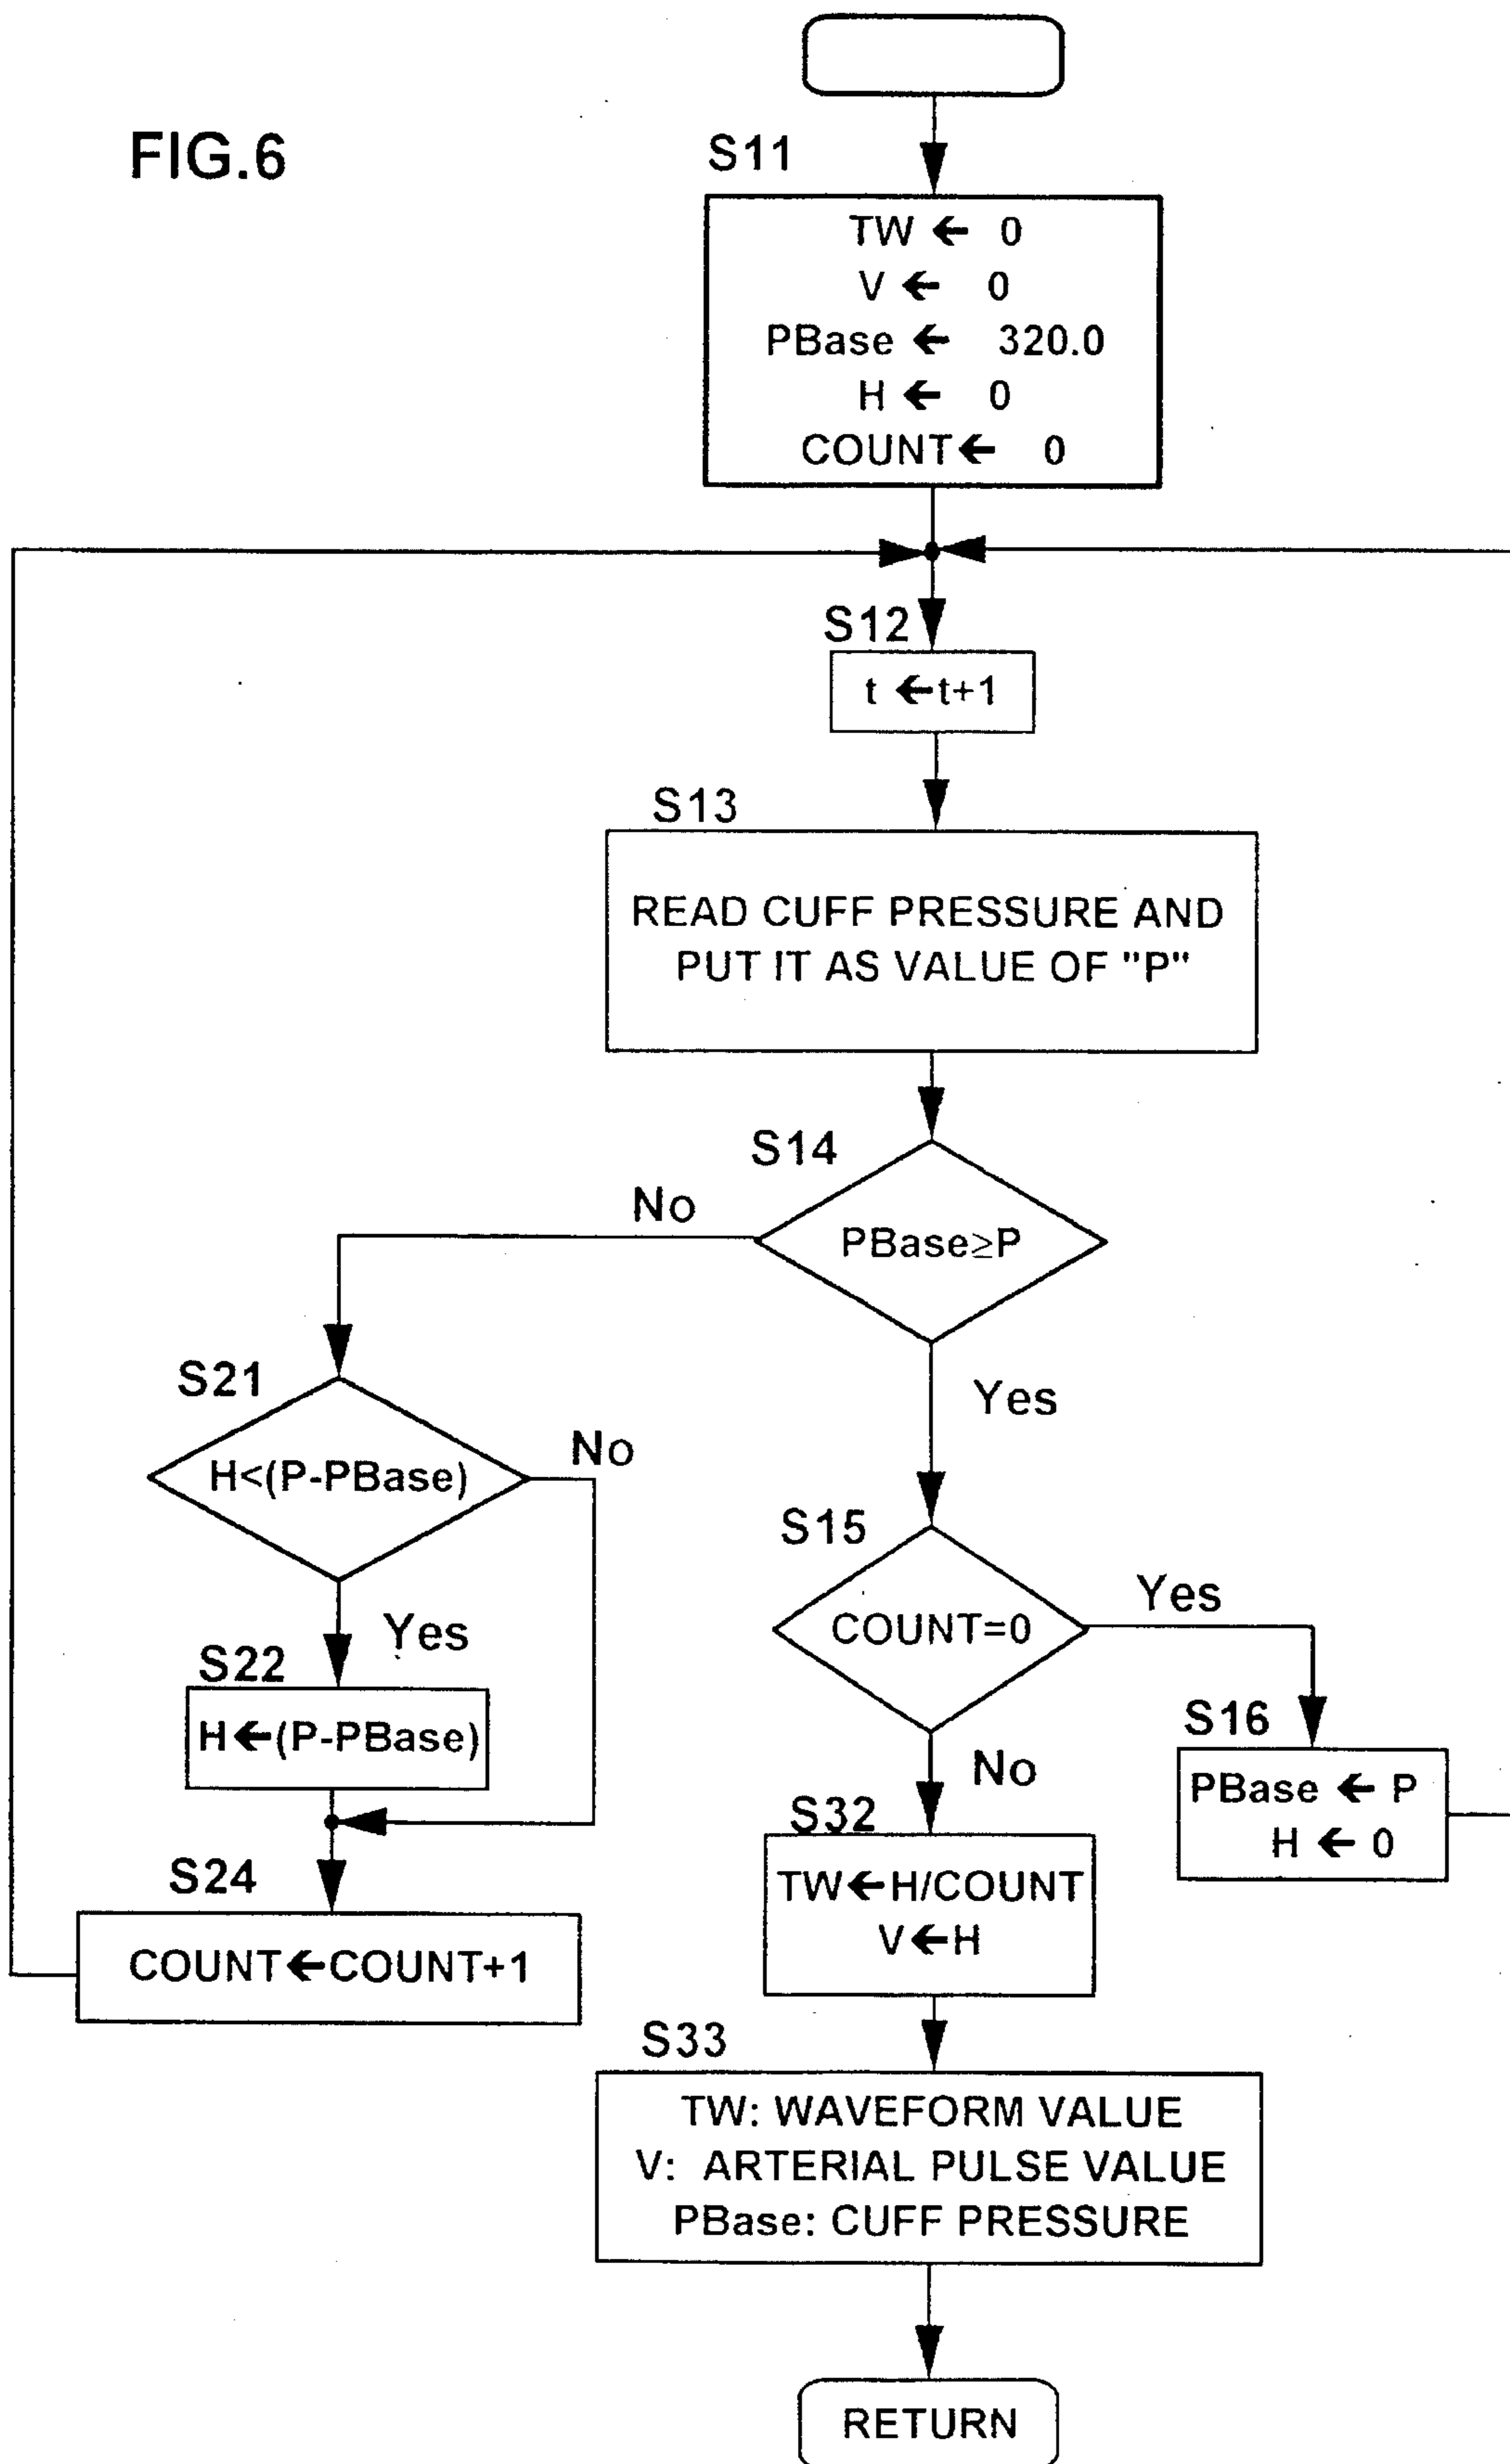 FIG.6
S11
TW ← 0
V ← 0
PBase ← 320.0
H ← 0
COUNT← 0
S12
t ←t+1
S13
READ CUFF PRESSURE AND
PUT IT AS VALUE OF "P"
S14
No
PBase≥P
Yes
S21
No
H<(P-PBase)
Yes
S22
H←(P-PBase)
S24
COUNT←COUNT+1
S15
Yes
COUNT=0
No
S16
PBase ← P
H ← 0
S32
TW←H/COUNT
V←H
S33
TW: WAVEFORM VALUE
V: ARTERIAL PULSE VALUE
PBase: CUFF PRESSURE
RETURN